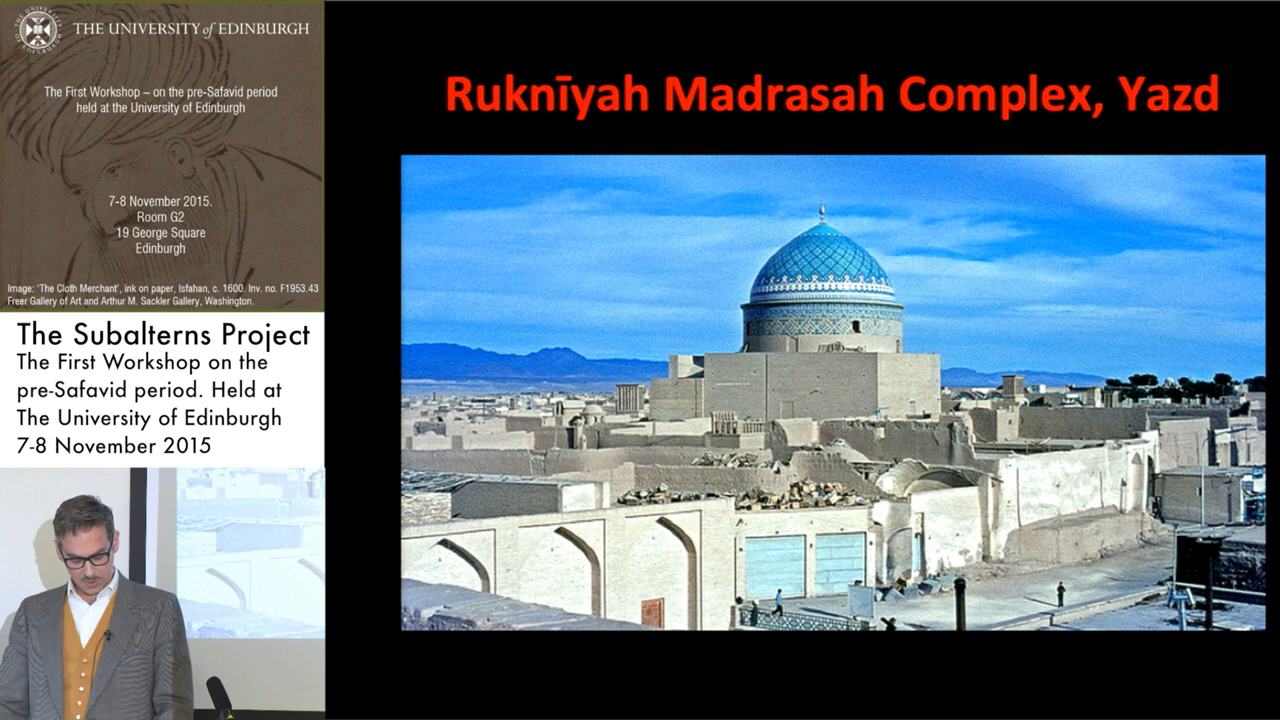 THE UNIVERSITY of EDINBURGH
The First Workshop – on the pre-Safavid period
held at the University of Edinburgh
7-8 November 2015.
Room G2
19 George Square
Edinburgh
Image: 'The Cloth Merchant', ink on paper, Isfahan, c. 1600. Inv. no. F1953.43
Freer Gallery of Art and Arthur M. Sackler Gallery, Washington.
The Subalterns Project
The First Workshop on the
pre-Safavid period. Held at
The University of Edinburgh
7-8 November 2015
Ruknīyah Madrasah Complex, Yazd